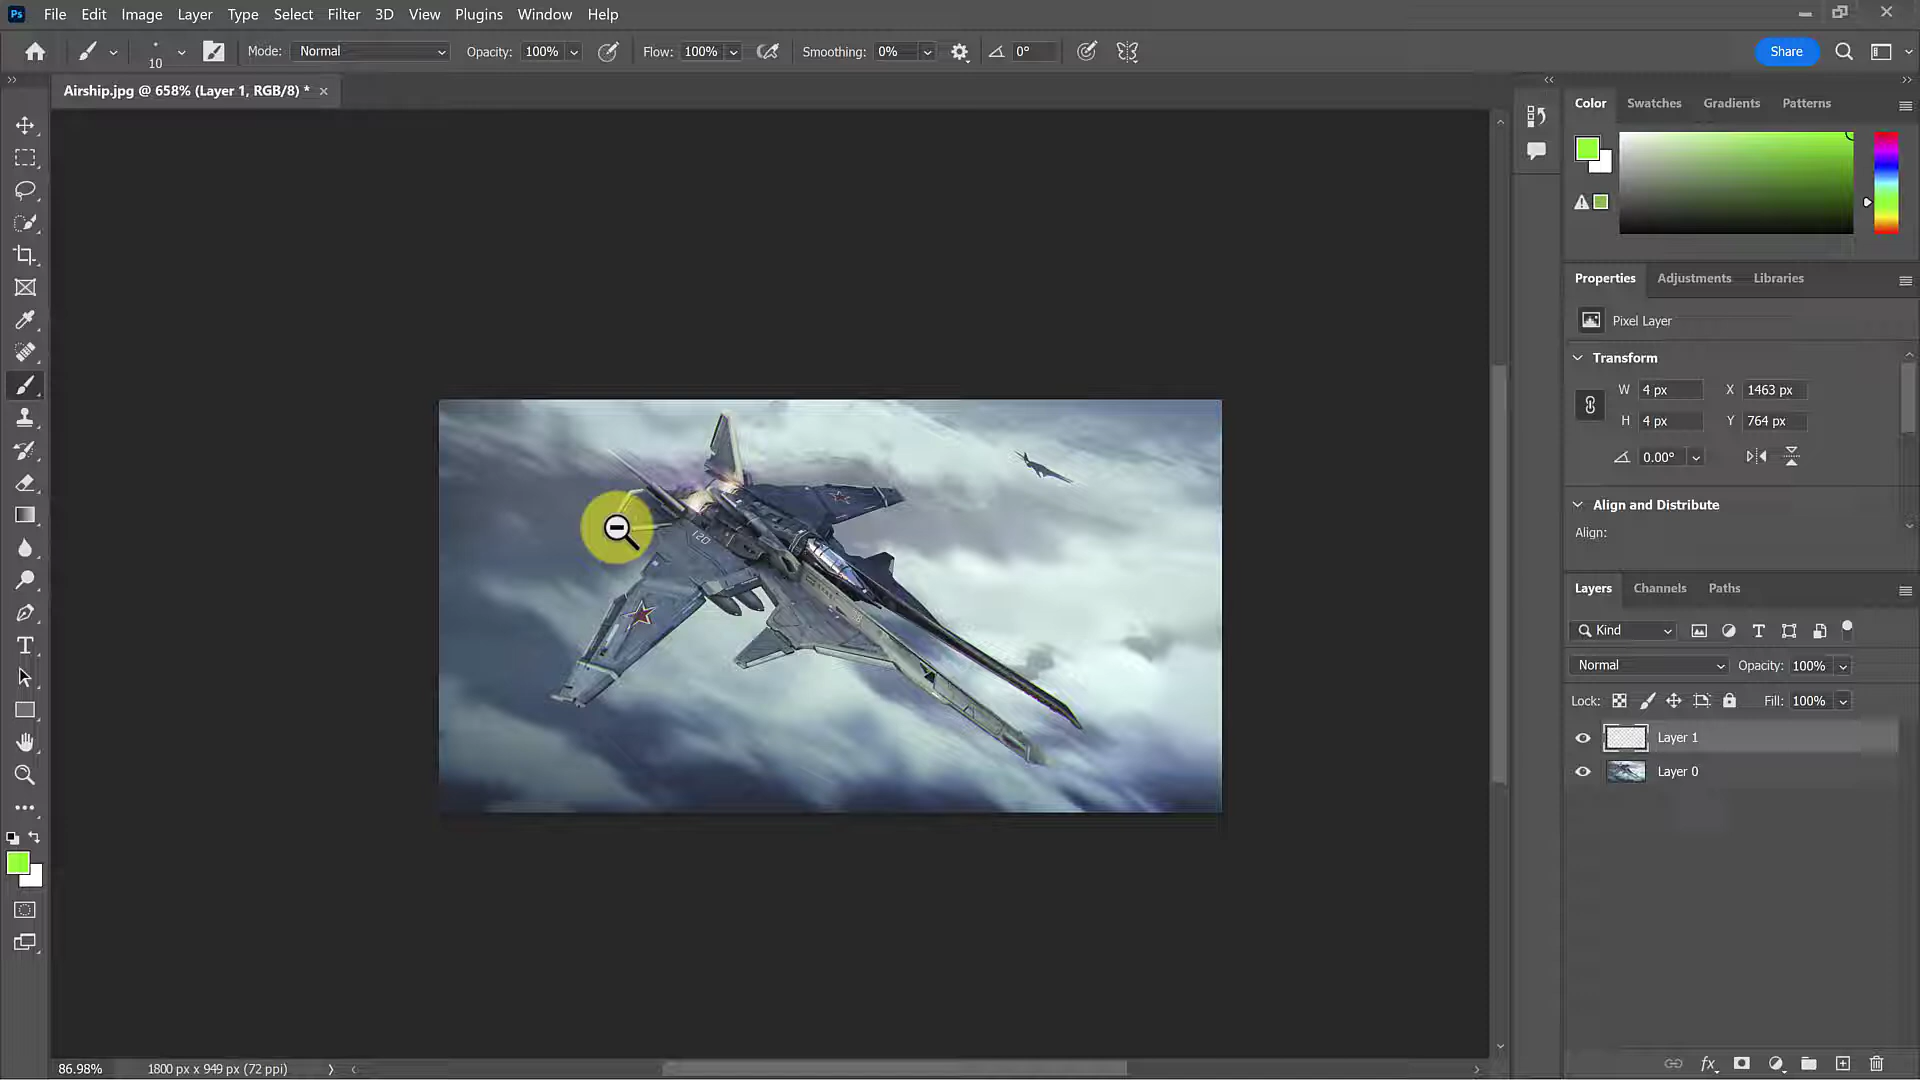 Ps File Edit Image Layer Type Select Filter 3D View Plugins Window Help
10 Mode: Normal Opacity: 100% Flow: 100% Smoothing: 0% 0° Share
Airship.jpg @ 658% (Layer 1, RGB/8) * ×
Color Swatches Gradients Patterns
Properties Adjustments Libraries
Pixel Layer
Transform
W 4 px X 1463 px
H 4 px Y 764 px
0.00°
Align and Distribute
Align:
120
Layers Channels Paths
Kind
Normal Opacity: 100%
Lock: Fill: 100%
Layer 1
Layer 0
86.98% 1800 px x 949 px (72 ppi)
fx